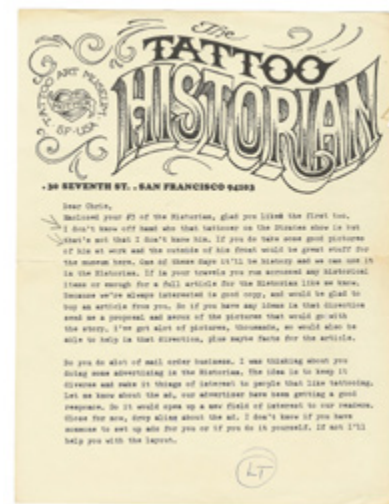 The
TATTOO
HISTORIAN
TATTOO ART MUSEUM
SF-USA
. 30 SEVENTH ST. . SAN FRANCISCO 94103
Dear Chris,
Enclosed your #3 of the Historian, glad you liked the first two.
I don't know off hand who that tattooer on the Strates show is but
that's not that I don't know him. If you do take some good pictures
of him at work and the outside of his front would be great stuff for
the museum here. One of these days it'll be history and we can use it
in the Historian. If in your travels you run accrossed any historical
items or enough for a full article for the Historian let me know.
Because we're always interested in good copy, and would be glad to
buy an article from you. So if you have any ideas in that direction
send me a proposal and xerox of the pictures that would go with
the story. I've got alot of pictures, thousands, so would also be
able to help in that direction, plus maybe facts for the article.
So you do alot of mail order business. I was thinking about you
doing some advertising in the Historian. The idea is to keep it
diverse and make it things of interest to people that like tattooing.
Let me know about the ad, our advertiser have been getting a good
responce. So it would open up a new field of interest to our readers.
Close for now, drop aline about the ad. I don't know if you have
someone to set up ads for you or if you do it yourself. If not I'll
help you with the layout.
LT